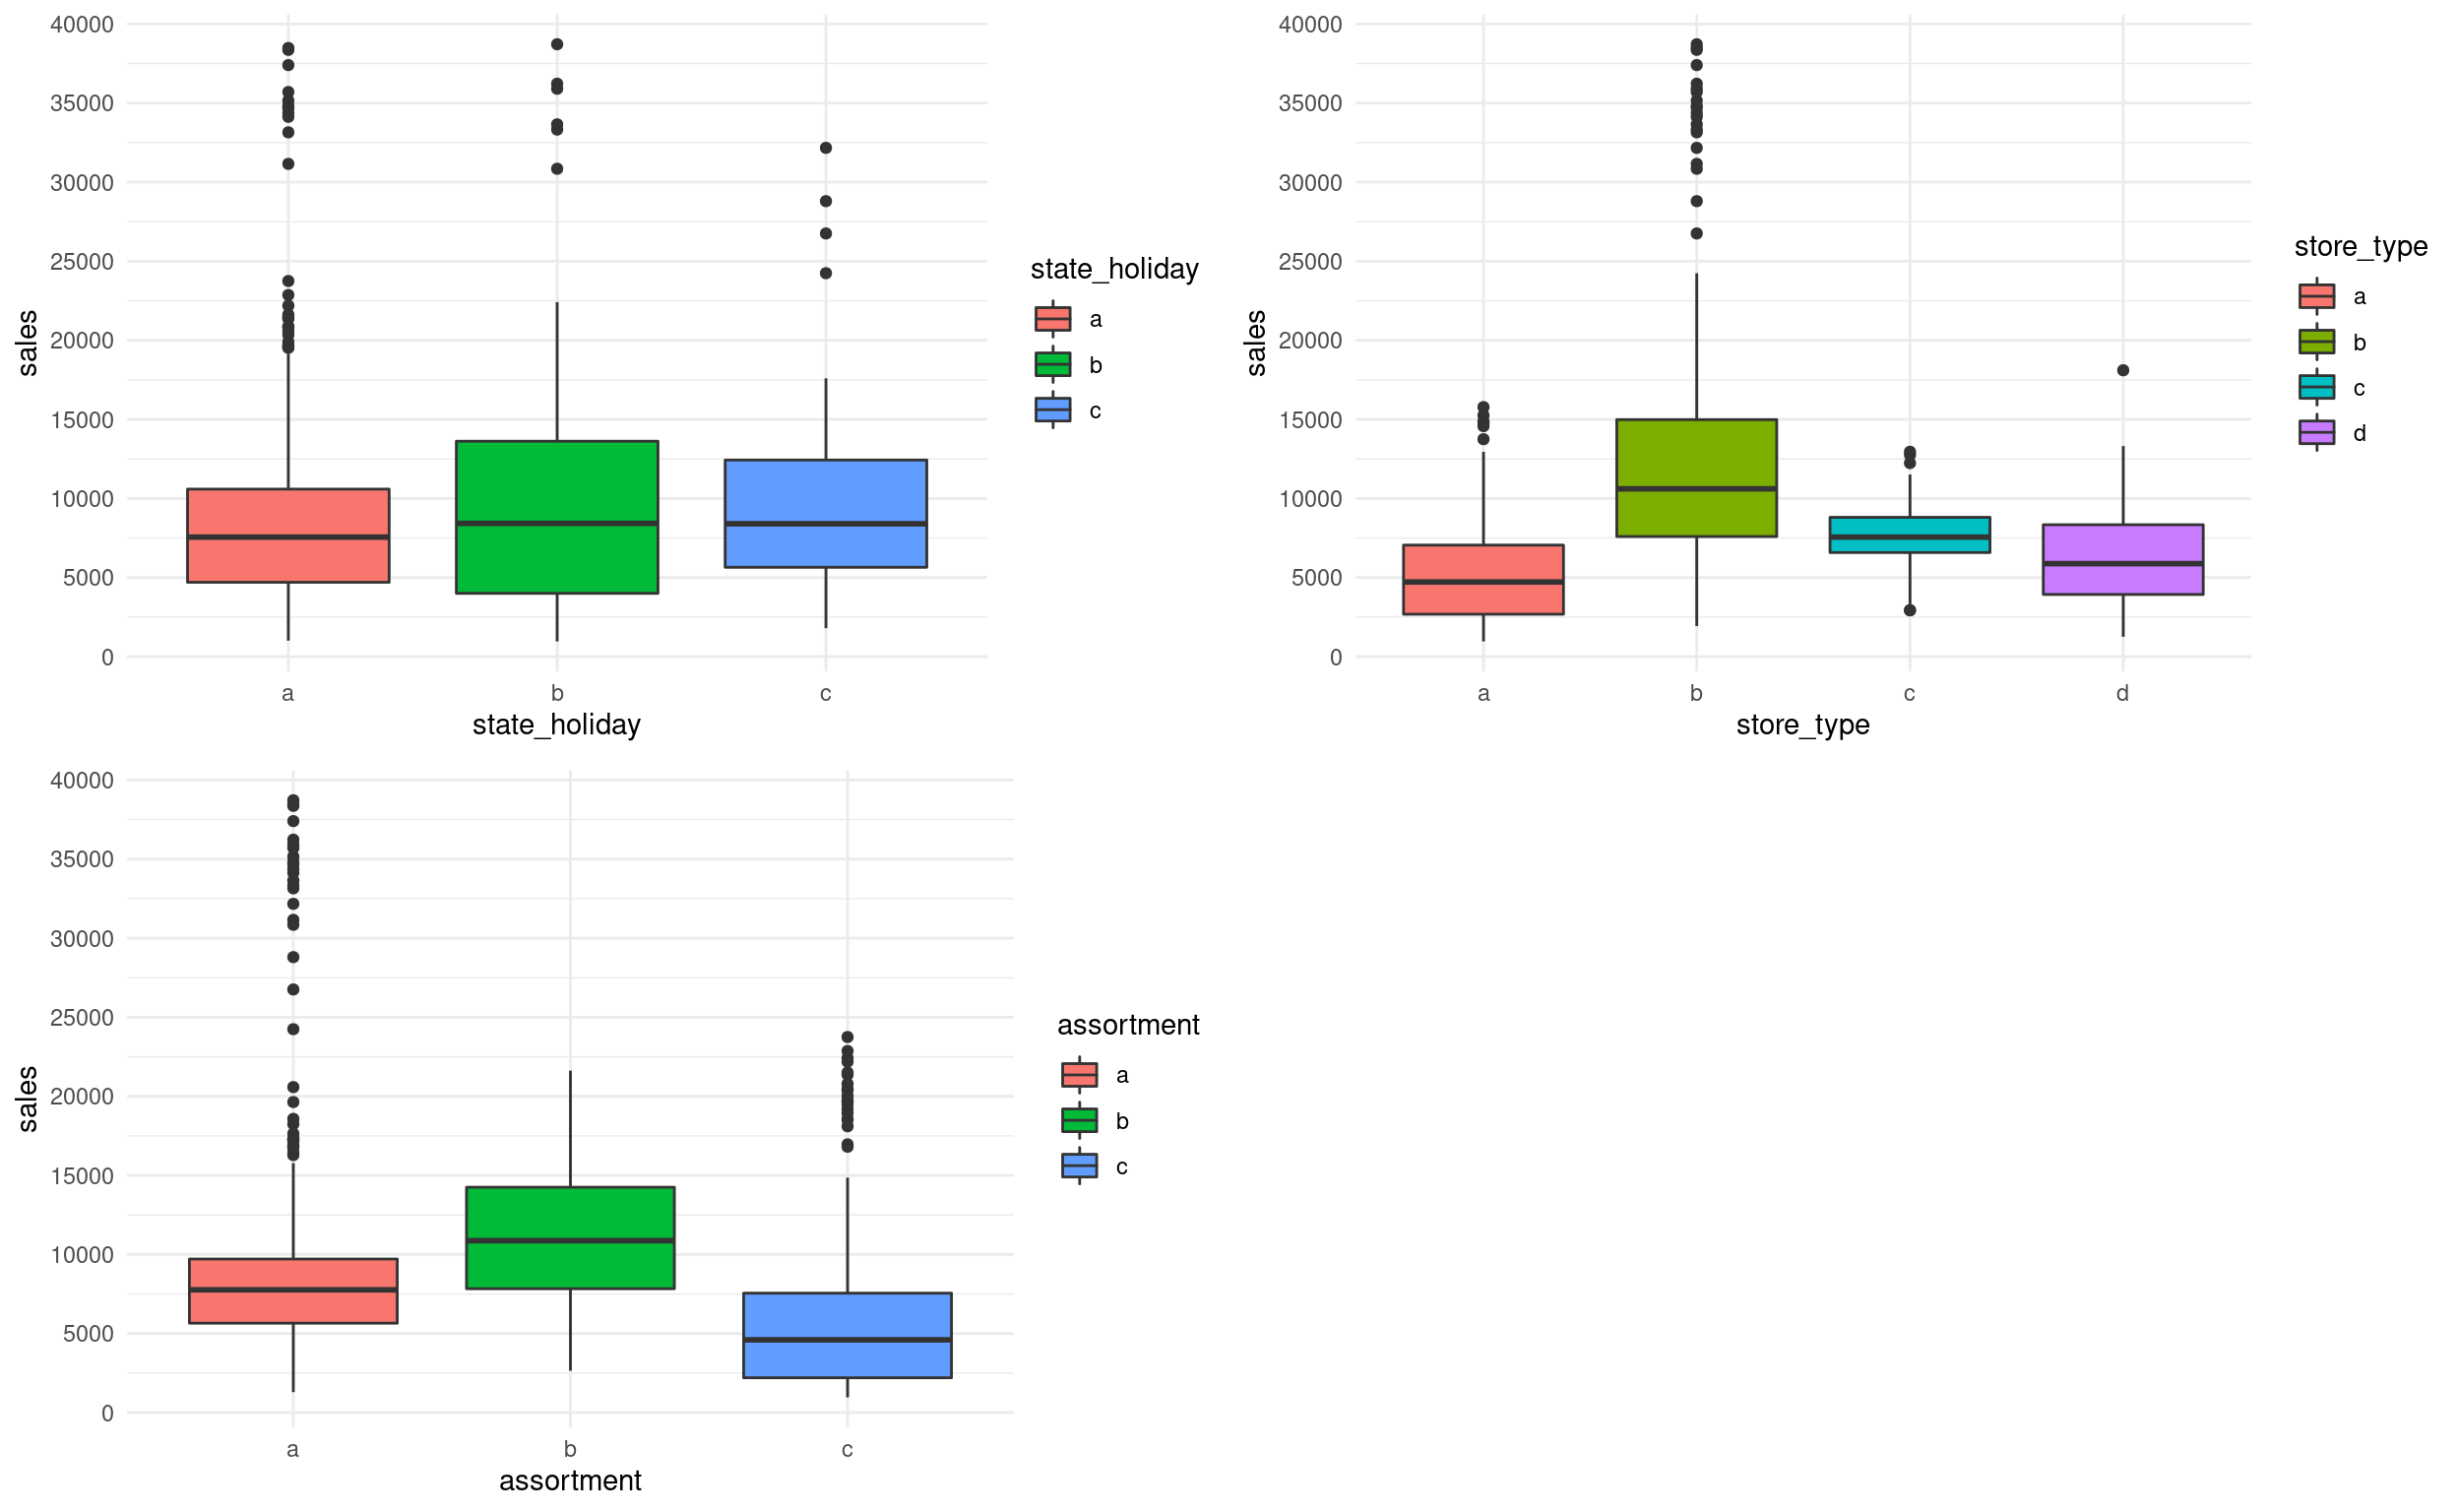 40000
35000
30000
25000
20000
15000
10000
5000
0
sales
a b c
state_holiday
state_holiday
a
b
c
40000
35000
30000
25000
20000
15000
10000
5000
0
sales
a b c d
store_type
store_type
a
b
c
d
40000
35000
30000
25000
20000
15000
10000
5000
0
sales
a b c
assortment
assortment
a
b
c